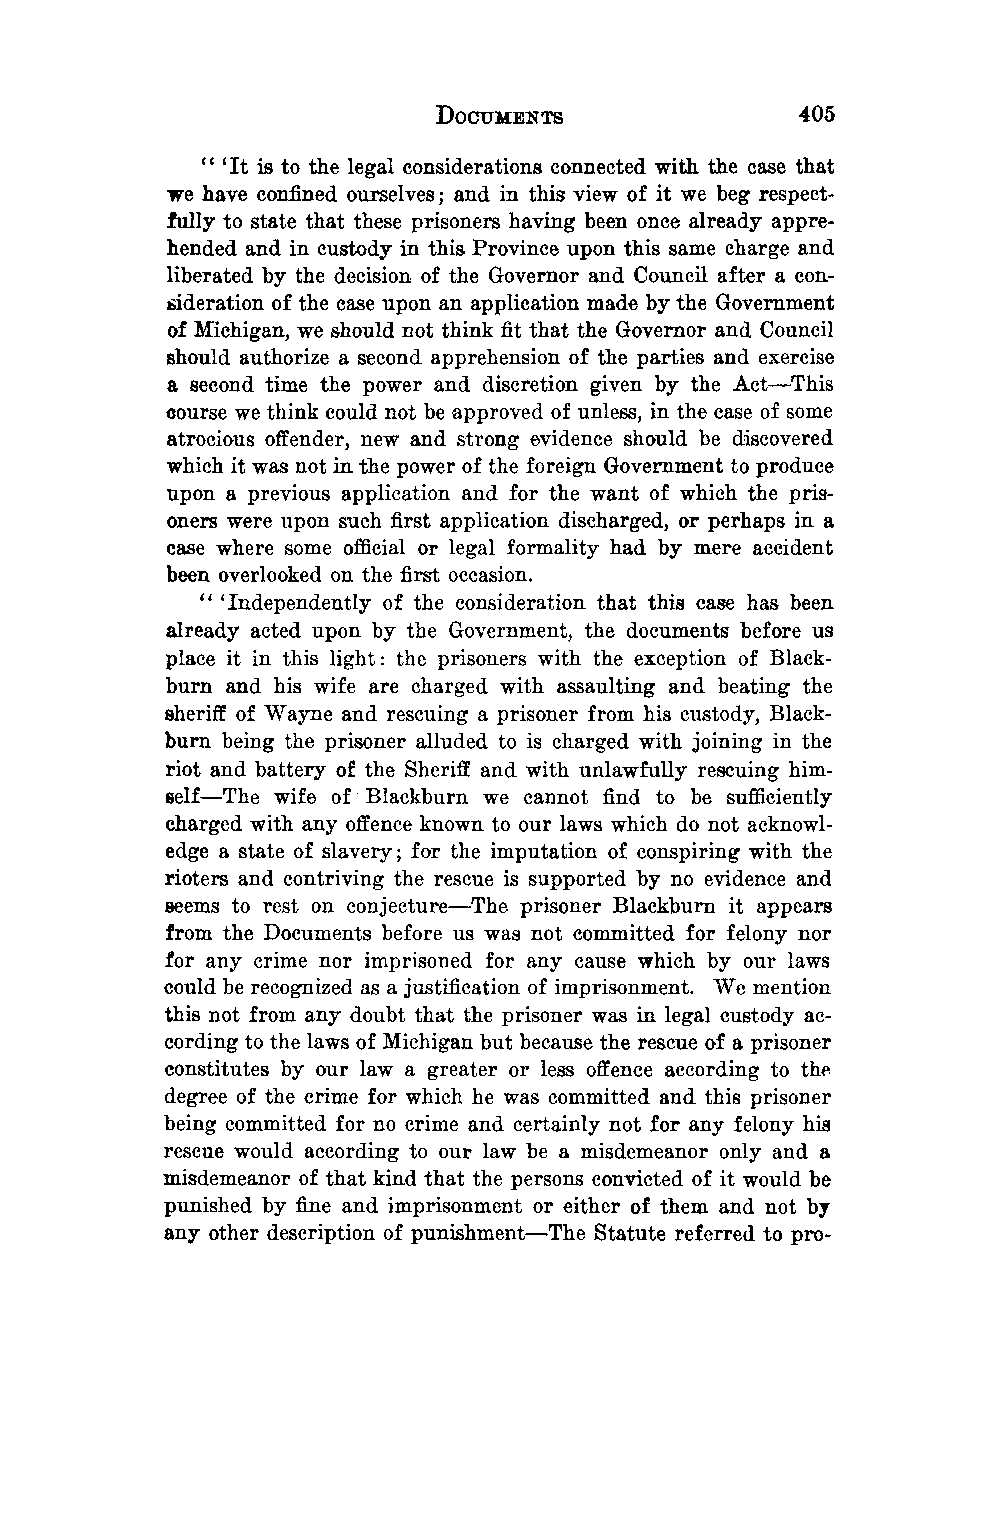 DOCUMENTS 405
“ ‘It is to the legal considerations connected with the case that
we have confined ourselves; and in this view of it we beg respect-
fully to state that these prisoners having been once already appre-
hended and in custody in this Province upon this same charge and
liberated by the decision of the Governor and Council after a con-
sideration of the case upon an application made by the Government
of Michigan, we should not think fit that the Governor and Council
should authorize a second apprehension of the parties and exercise
a second time the power and discretion given by the Act—This
course we think could not be approved of unless, in the case of some
atrocious offender, new and strong evidence should be discovered
which it was not in the power of the foreign Government to produce
upon a previous application and for the want of which the pris-
oners were upon such first application discharged, or perhaps in a
case where some official or legal formality had by mere accident
been overlooked on the first occasion.
“ ‘Independently of the consideration that this case has been
already acted upon by the Government, the documents before us
place it in this light: the prisoners with the exception of Black-
burn and his wife are charged with assaulting and beating the
sheriff of Wayne and rescuing a prisoner from his custody, Black-
burn being the prisoner alluded to is charged with joining in the
riot and battery of the Sheriff and with unlawfully rescuing him-
self—The wife of Blackburn we cannot find to be sufficiently
charged with any offence known to our laws which do not acknowl-
edge a state of slavery; for the imputation of conspiring with the
rioters and contriving the rescue is supported by no evidence and
seems to rest on conjecture—The prisoner Blackburn it appears
from the Documents before us was not committed for felony nor
for any crime nor imprisoned for any cause which by our laws
could be recognized as a justification of imprisonment. We mention
this not from any doubt that the prisoner was in legal custody ac-
cording to the laws of Michigan but because the rescue of a prisoner
constitutes by our law a greater or less offence according to the
degree of the crime for which he was committed and this prisoner
being committed for no crime and certainly not for any felony his
rescue would according to our law be a misdemeanor only and a
misdemeanor of that kind that the persons convicted of it would be
punished by fine and imprisonment or either of them and not by
any other description of punishment—The Statute referred to pro-